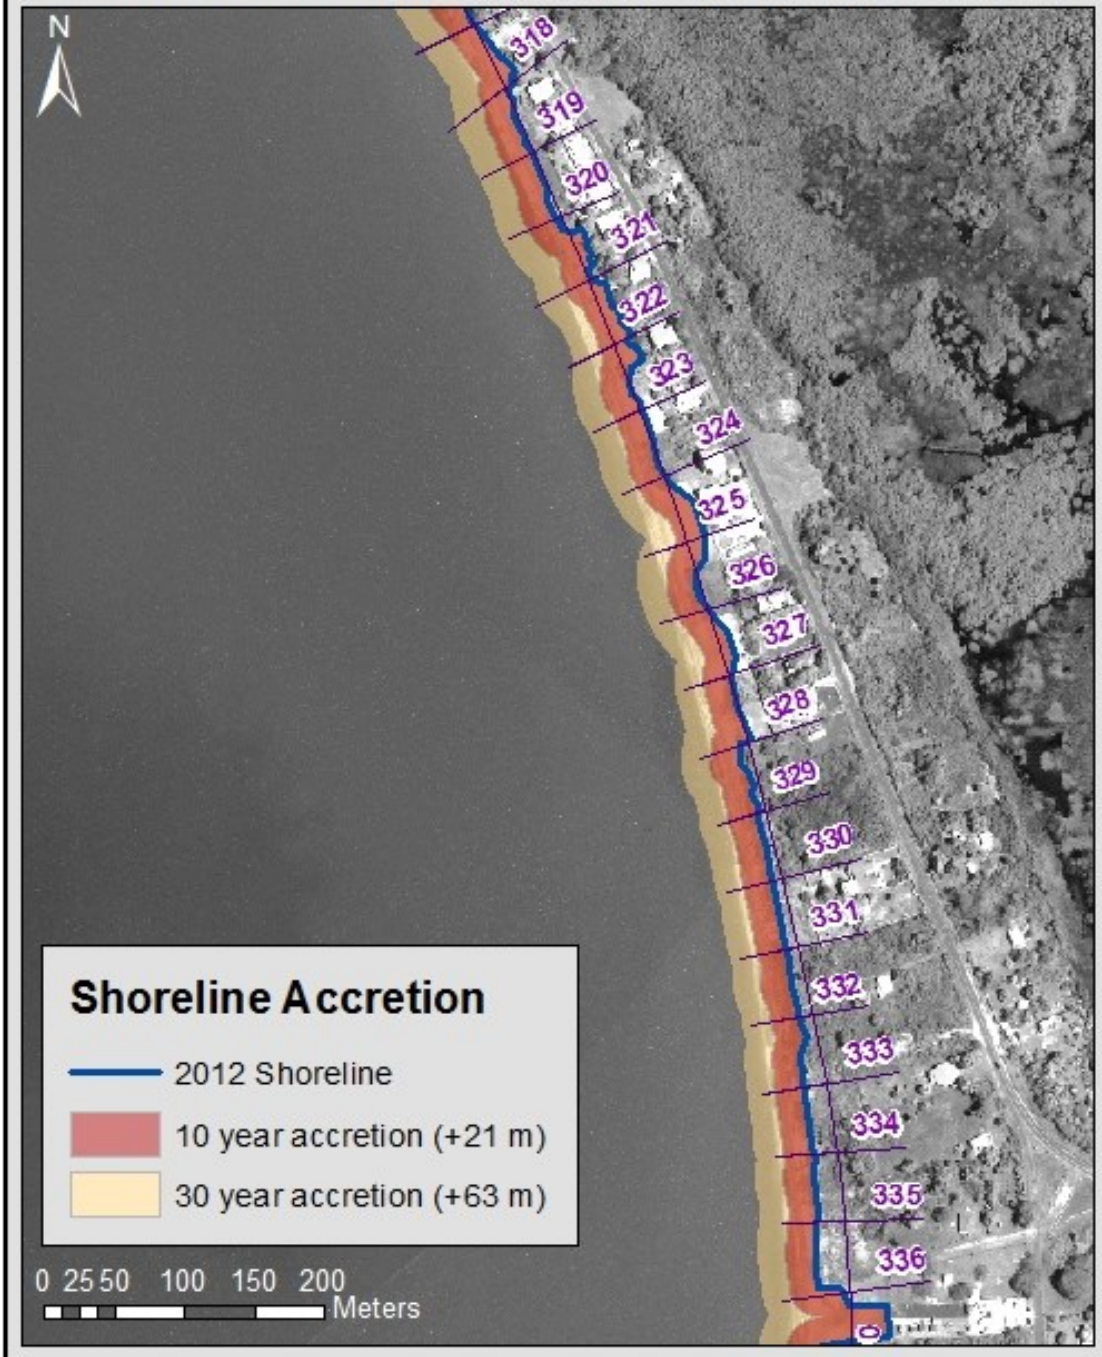 N
318
319
320
321
322
323
324
325
326
327
328
329
330
331
332
333
334
335
336
0
Shoreline Accretion
2012 Shoreline
10 year accretion (+21 m)
30 year accretion (+63 m)
0 25 50 100 150 200
Meters